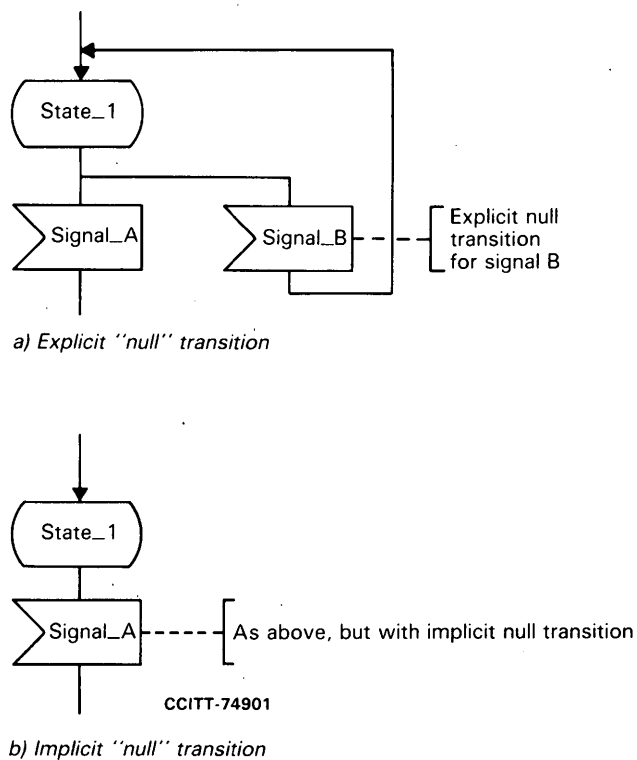 State_1
Signal_A
Signal_B
Explicit null
transition
for signal B
a) Explicit ‘‘null’’ transition
State_1
Signal_A
As above, but with implicit null transition
CCITT-74901
b) Implicit ‘‘null’’ transition